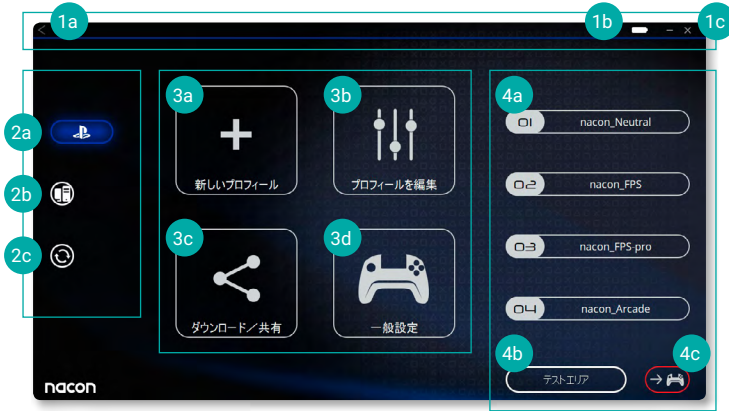 1a
1b
1c
2a
2b
2c
3a
新しいプロフィール
3b
プロフィールを編集
3c
ダウンロード／共有
3d
一般設定
4a
01 nacon_Neutral
02 nacon_FPS
03 nacon_FPS-pro
04 nacon_Arcade
4b
テストエリア
4c
nacon